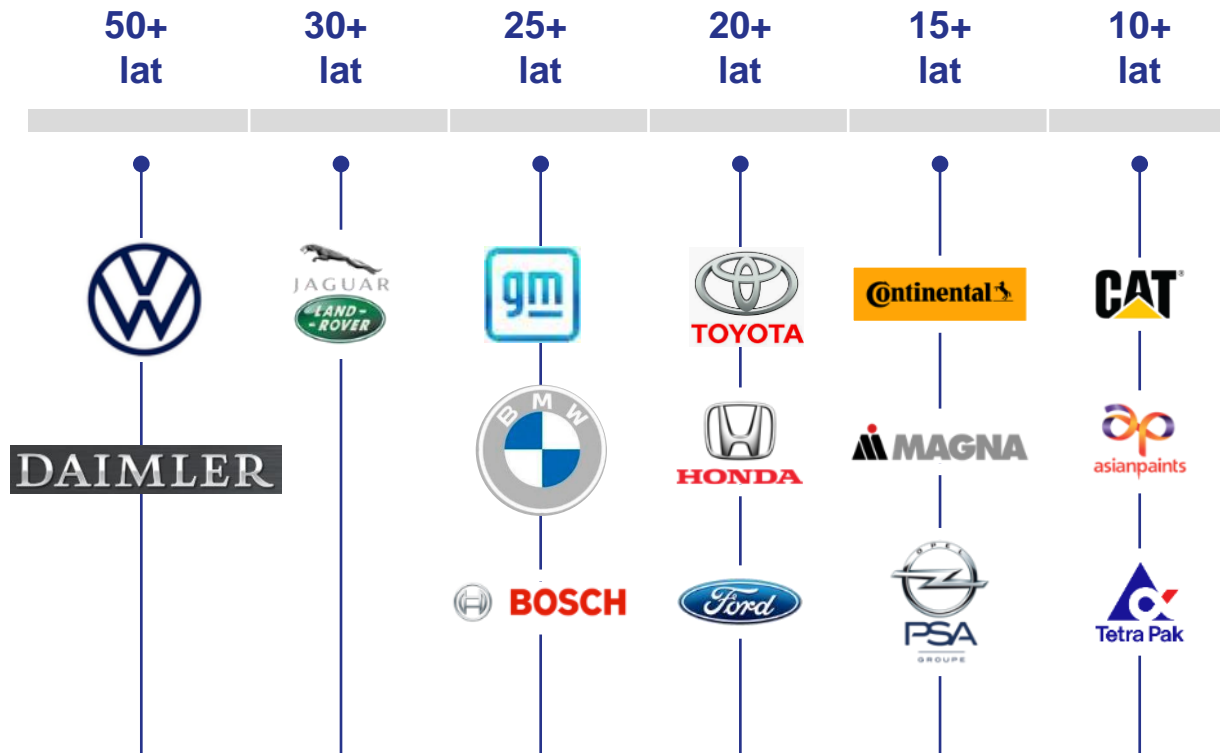 50+
lat
30+
lat
25+
lat
20+
lat
15+
lat
10+
lat
JAGUAR
LAND-
-ROVER
gm
TOYOTA
Continental
CAT®
DAIMLER
BMW
HONDA
MAGNA
ap
asianpaints
BOSCH
Ford
OPEL
PSA
GROUPE
Tetra Pak